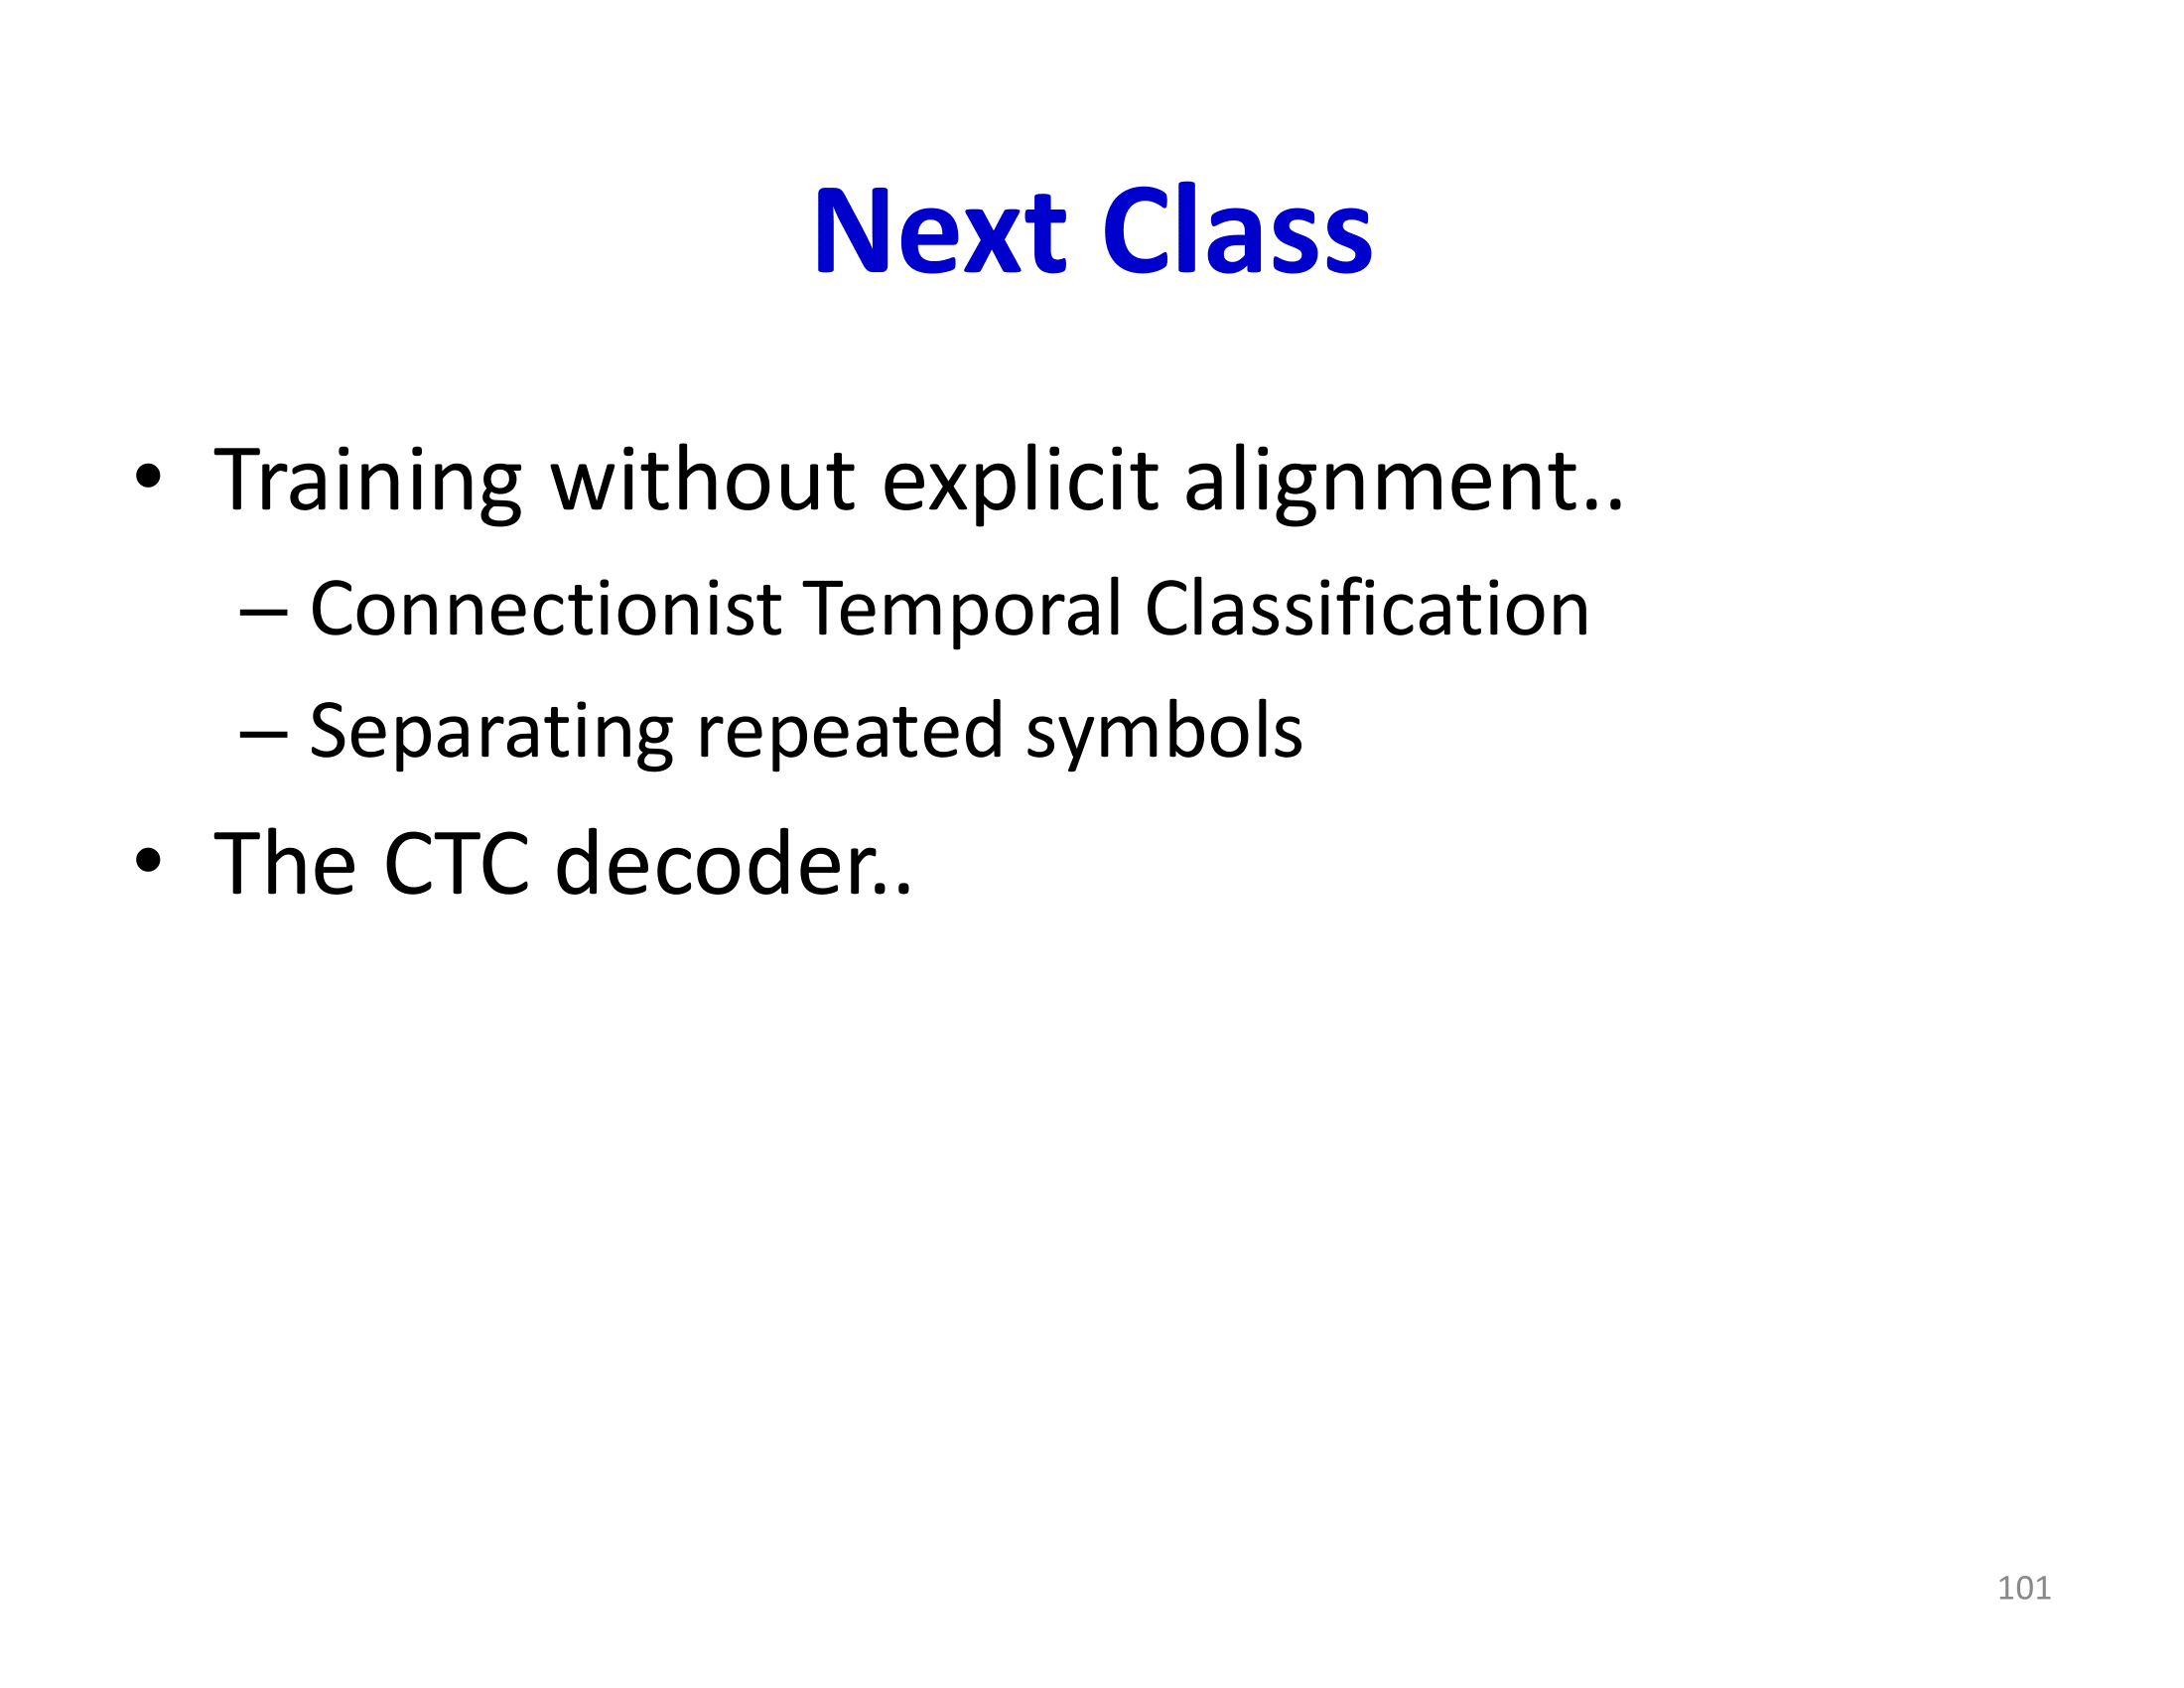 Next Class
• Training without explicit alignment..
– Connectionist Temporal Classification
– Separating repeated symbols
• The CTC decoder..
101